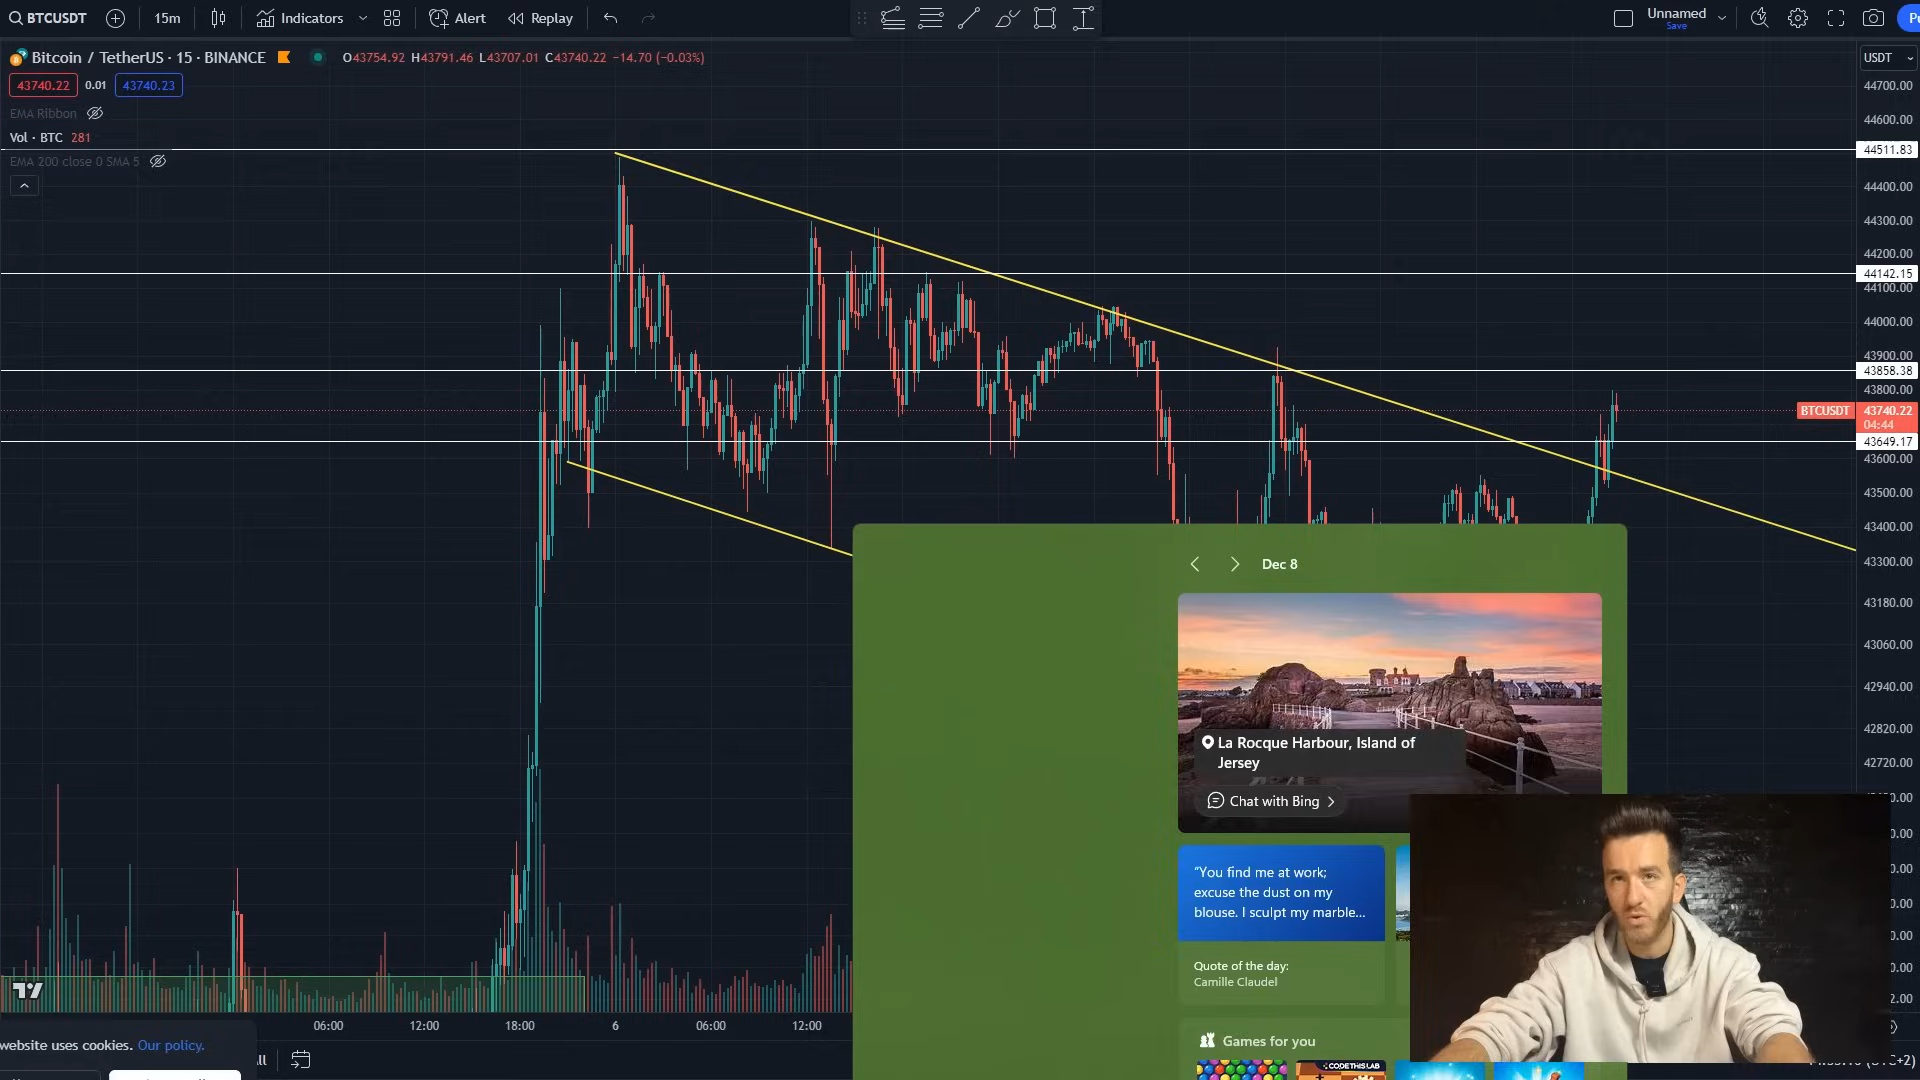 BTCUSDT
15m
Indicators
Alert
Replay
Unnamed
Save
Bitcoin / TetherUS · 15 · BINANCE
O43754.92 H43791.46 L43707.01 C43740.22 −14.70 (−0.03%)
USDT
43740.22 0.01 43740.23
EMA Ribbon
Vol · BTC 281
EMA 200 close 0 SMA 5
44700.00
44600.00
44511.83
44400.00
44300.00
44200.00
44142.15
44100.00
44000.00
43900.00
43858.38
43800.00
BTCUSDT 43740.22
04:44
43649.17
43600.00
43500.00
43400.00
43300.00
43180.00
43060.00
42940.00
42820.00
42720.00
Dec 8
La Rocque Harbour, Island of
Jersey
Chat with Bing
"You find me at work;
excuse the dust on my
blouse. I sculpt my marble...
Quote of the day:
Camille Claudel
Games for you
CODETHISLAB
06:00 12:00 18:00 6 06:00 12:00
website uses cookies. Our policy.